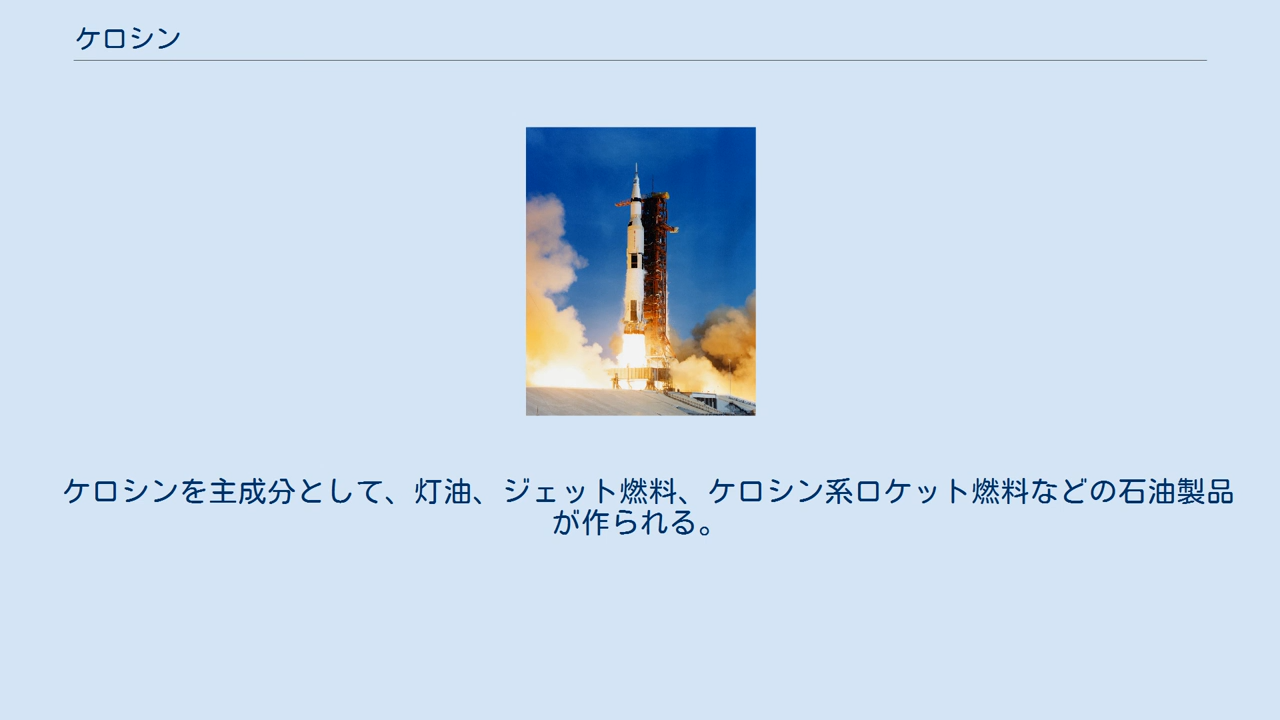 ケロシン
ケロシンを主成分として、灯油、ジェット燃料、ケロシン系ロケット燃料などの石油製品
が作られる。